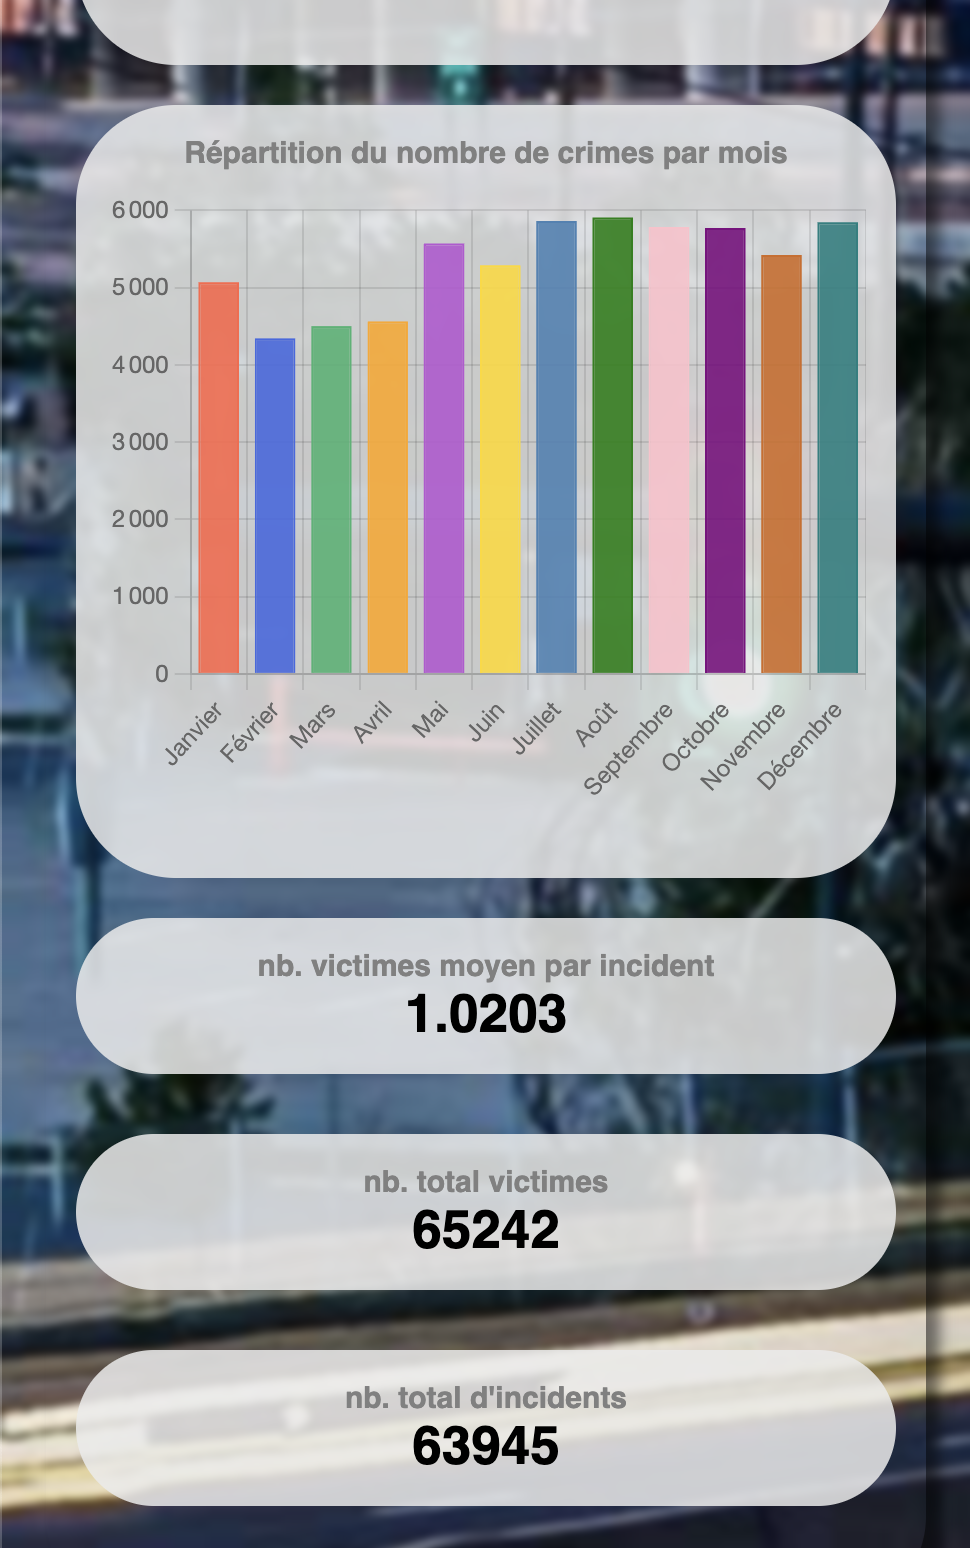 Répartition du nombre de crimes par mois
6 000
5 000
4 000
3 000
2 000
1 000
0
Janvier
Février
Mars
Avril
Mai
Juin
Juillet
Août
Septembre
Octobre
Novembre
Décembre
nb. victimes moyen par incident
1.0203
nb. total victimes
65242
nb. total d'incidents
63945